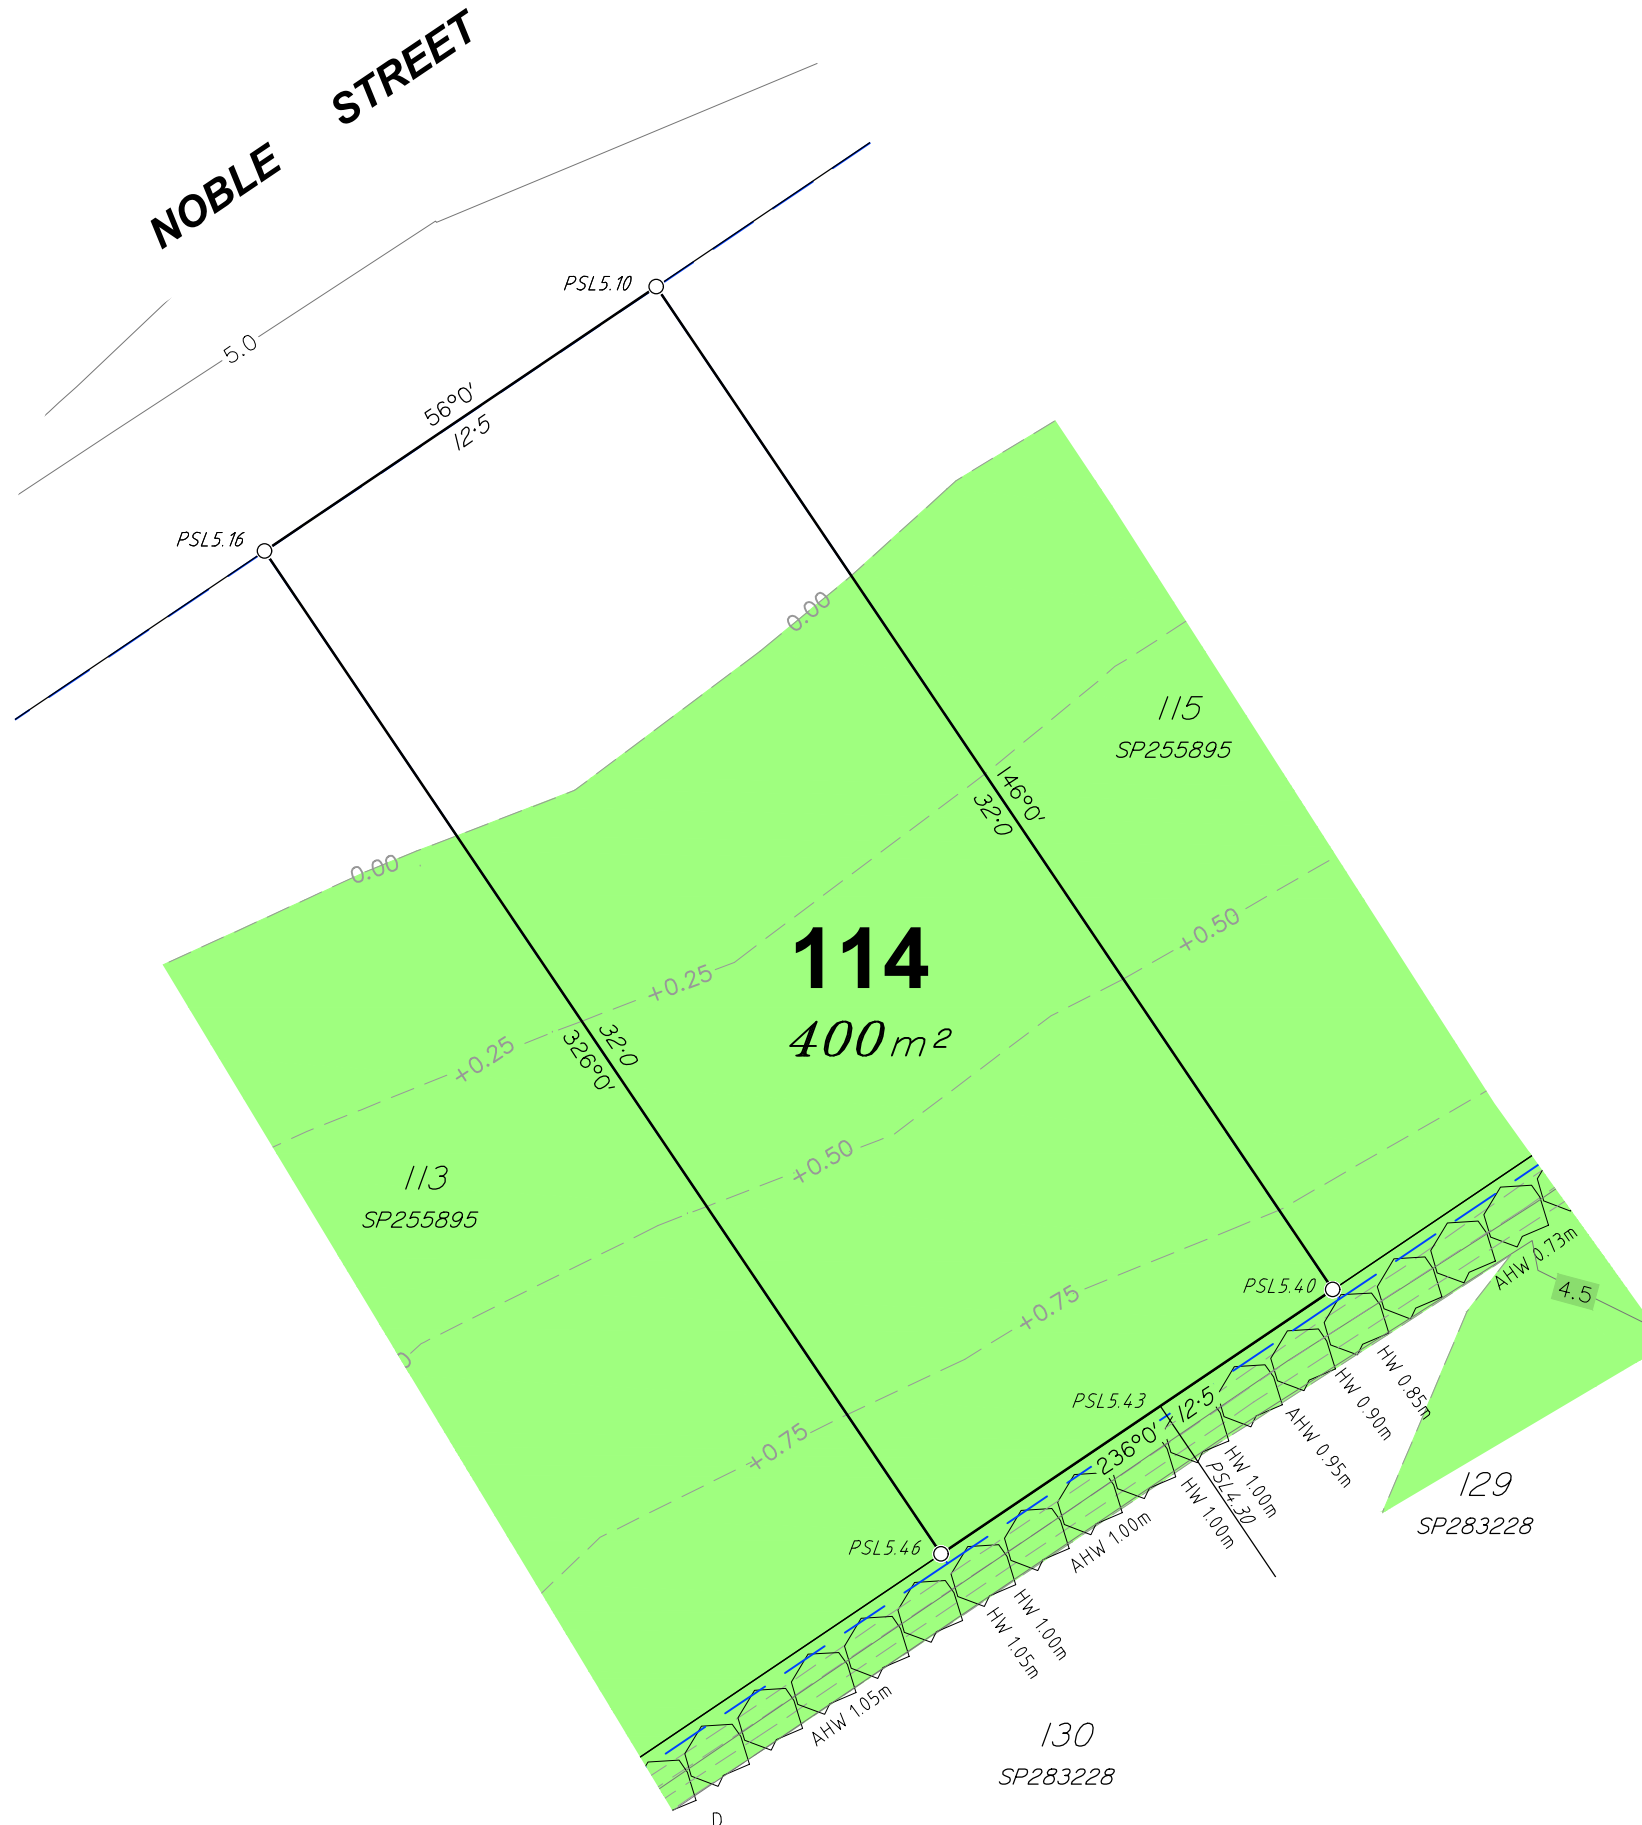 NOBLE STREET
PSL5.10
5.0
56°0'
12·5
PSL5.16
0.00
115
SP255895
146°0'
32·0
0.00
+0.50
114
+0.25
400m²
+0.25
32·0
326°0'
+0.50
113
SP255895
AHW 0.73m
4.5
PSL5.40
+0.75
HW 0.85m
HW 0.90m
PSL5.43
12·5
236°0'
AHW 0.95m
+0.75
HW 1.00m
PSL4.30
HW 1.00m
129
SP283228
AHW 1.00m
PSL5.46
HW 1.00m
HW 1.05m
AHW 1.05m
130
SP283228
D